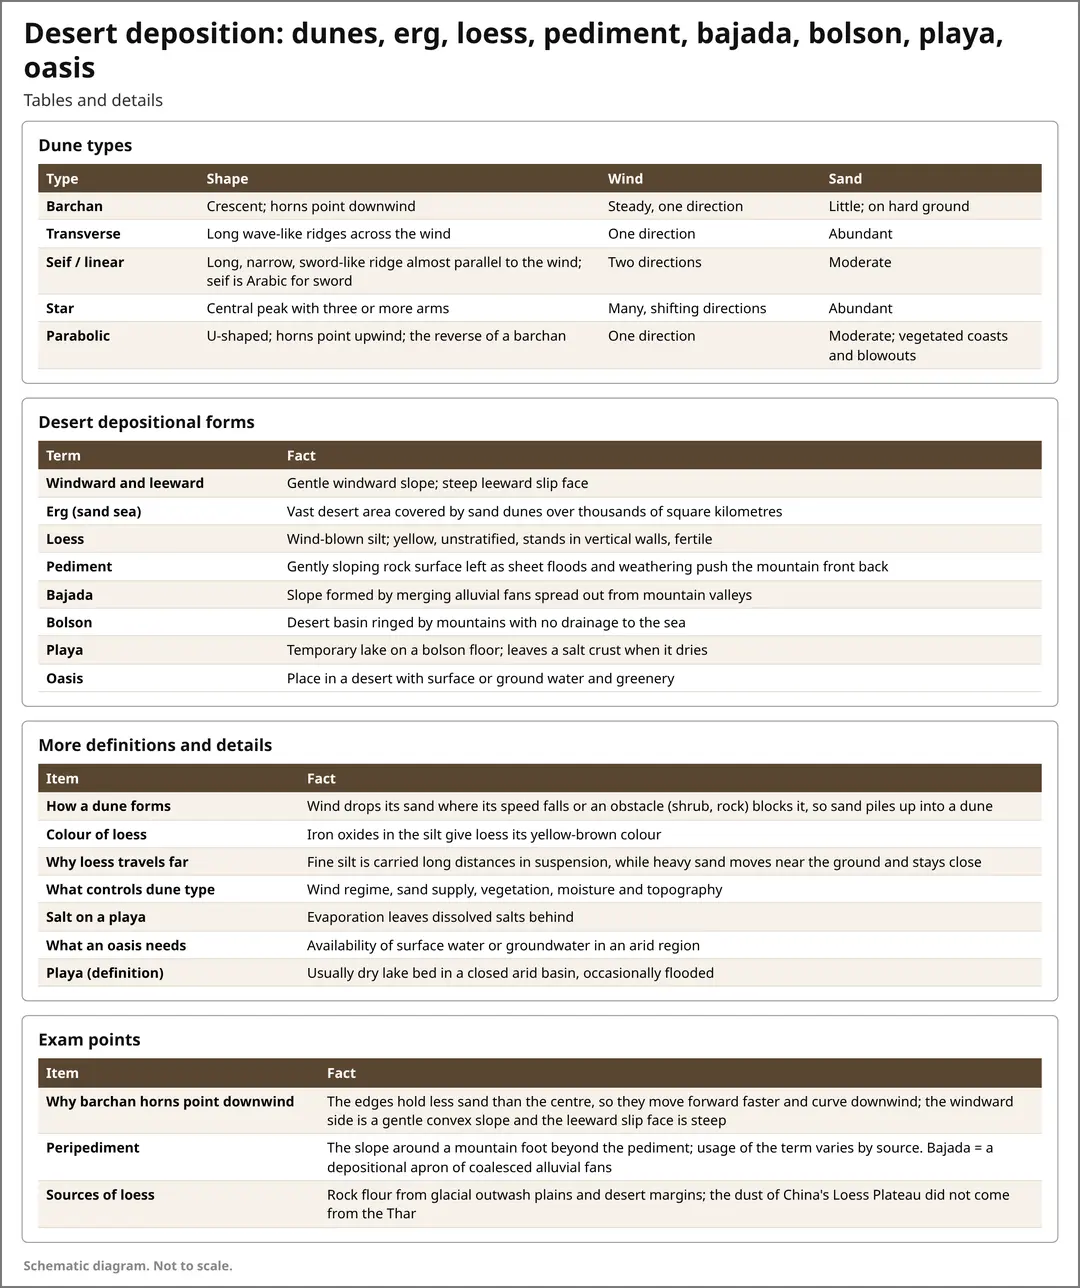 Desert deposition: dunes, erg, loess, pediment, bajada, bolson, playa,
oasis
Tables and details
Dune types
Type Shape Wind Sand
Barchan Crescent; horns point downwind Steady, one direction Little; on hard ground
Transverse Long wave-like ridges across the wind One direction Abundant
Seif / linear Long, narrow, sword-like ridge almost parallel to the wind; Two directions Moderate
seif is Arabic for sword
Star Central peak with three or more arms Many, shifting directions Abundant
Parabolic U-shaped; horns point upwind; the reverse of a barchan One direction Moderate; vegetated coasts
and blowouts
Desert depositional forms
Term Fact
Windward and leeward Gentle windward slope; steep leeward slip face
Erg (sand sea) Vast desert area covered by sand dunes over thousands of square kilometres
Loess Wind-blown silt; yellow, unstratified, stands in vertical walls, fertile
Pediment Gently sloping rock surface left as sheet floods and weathering push the mountain front back
Bajada Slope formed by merging alluvial fans spread out from mountain valleys
Bolson Desert basin ringed by mountains with no drainage to the sea
Playa Temporary lake on a bolson floor; leaves a salt crust when it dries
Oasis Place in a desert with surface or ground water and greenery
More definitions and details
Item Fact
How a dune forms Wind drops its sand where its speed falls or an obstacle (shrub, rock) blocks it, so sand piles up into a dune
Colour of loess Iron oxides in the silt give loess its yellow-brown colour
Why loess travels far Fine silt is carried long distances in suspension, while heavy sand moves near the ground and stays close
What controls dune type Wind regime, sand supply, vegetation, moisture and topography
Salt on a playa Evaporation leaves dissolved salts behind
What an oasis needs Availability of surface water or groundwater in an arid region
Playa (definition) Usually dry lake bed in a closed arid basin, occasionally flooded
Exam points
Item Fact
Why barchan horns point downwind The edges hold less sand than the centre, so they move forward faster and curve downwind; the windward
side is a gentle convex slope and the leeward slip face is steep
Peripediment The slope around a mountain foot beyond the pediment; usage of the term varies by source. Bajada = a
depositional apron of coalesced alluvial fans
Sources of loess Rock flour from glacial outwash plains and desert margins; the dust of China's Loess Plateau did not come
from the Thar
Schematic diagram. Not to scale.